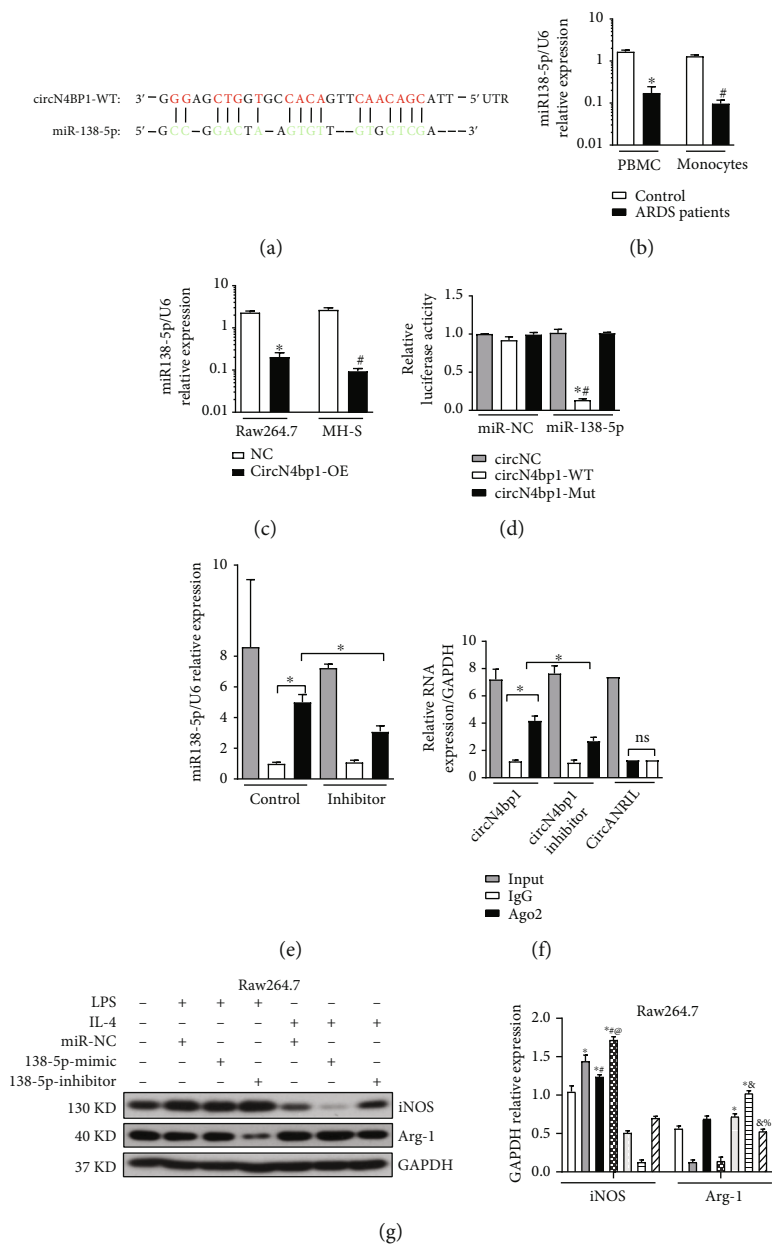 circN4BP1-WT: 3′ –GGGAGCTGGTGCCACAGTTCAACAGCATT – 5′ UTR
miR-138-5p: 5′ –GCC-GGACTA-AGTGTT--GTGGTCGA---3′
(a)
miR138-5p/U6
relative expression
10
1
0.1
0.01
*
#
PBMC Monocytes
Control
ARDS patients
(b)
miR138-5p/U6
relative expression
10
1
0.1
0.01
*
#
Raw264.7 MH-S
NC
CircN4bp1-OE
(c)
Relative
luciferase acticity
1.5
1.0
0.5
0.0
*#
miR-NC miR-138-5p
circNC
circN4bp1-WT
circN4bp1-Mut
(d)
miR138-5p/U6 relative expression
10
8
6
4
2
0
*
*
Control Inhibitor
(e)
Relative RNA
expression/GAPDH
10
8
6
4
2
0
*
*
ns
circN4bp1
circN4bp1
inhibitor
CircANRIL
Input
IgG
Ago2
(f)
Raw264.7
LPS – + + + – – –
IL-4 – – – – + + +
miR-NC – + – – + – –
138-5p-mimic – – + – – + –
138-5p-inhibitor – – – + – – +
130 KD iNOS
40 KD Arg-1
37 KD GAPDH
Raw264.7
GAPDH relative expression
2.0
1.5
1.0
0.5
0.0
*
*#
*#@
*
*&
&%
iNOS Arg-1
(g)